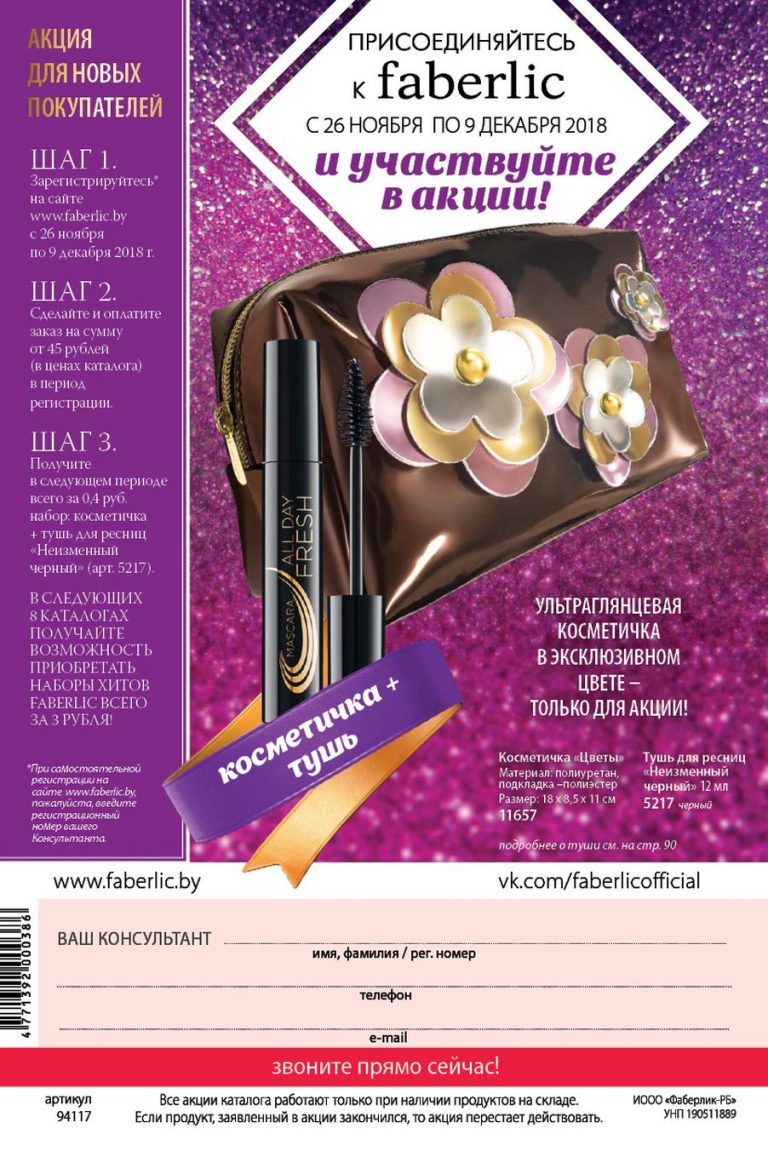 АКЦИЯ
ДЛЯ НОВЫХ
ПОКУПАТЕЛЕЙ
ШАГ 1.
Зарегистрируйтесь*
на сайте
www.faberlic.by
с 26 ноября
по 9 декабря 2018 г.
ШАГ 2.
Сделайте и оплатите
заказ на сумму
от 45 рублей
(в ценах каталога)
в период
регистрации.
ШАГ 3.
Получите
в следующем периоде
всего за 0,4 руб.
набор: косметичка
+ тушь для ресниц
«Неизменный
черный» (арт. 5217).
В СЛЕДУЮЩИХ
8 КАТАЛОГАХ
ПОЛУЧАЙТЕ
ВОЗМОЖНОСТЬ
ПРИОБРЕТАТЬ
НАБОРЫ ХИТОВ
FABERLIC ВСЕГО
ЗА 3 РУБЛЯ!
*При самостоятельной
регистрации на
сайте www.faberlic.by,
пожалуйста, введите
регистрационный
номер вашего
Консультанта.
ПРИСОЕДИНЯЙТЕСЬ
К faberlic
С 26 НОЯБРЯ ПО 9 ДЕКАБРЯ 2018
и участвуйте
в акции!
MASCARA
ALL DAY
FRESH
косметичка +
тушь
УЛЬТРАГЛЯНЦЕВАЯ
КОСМЕТИЧКА
В ЭКСКЛЮЗИВНОМ
ЦВЕТЕ –
ТОЛЬКО ДЛЯ АКЦИИ!
Косметичка «Цветы»
Материал: полиуретан,
подкладка –полиэстер
Размер: 18 х 8,5 х 11 см
11657
Тушь для ресниц
«Неизменный
черный» 12 мл
5217 черный
подробнее о туши см. на стр. 90
www.faberlic.by
vk.com/faberlicofficial
4 771392 000386
ВАШ КОНСУЛЬТАНТ
имя, фамилия / рег. номер
телефон
e-mail
звоните прямо сейчас!
артикул
94117
Все акции каталога работают только при наличии продуктов на складе.
Если продукт, заявленный в акции закончился, то акция перестает действовать.
ИООО «Фаберлик-РБ»
УНП 190511889